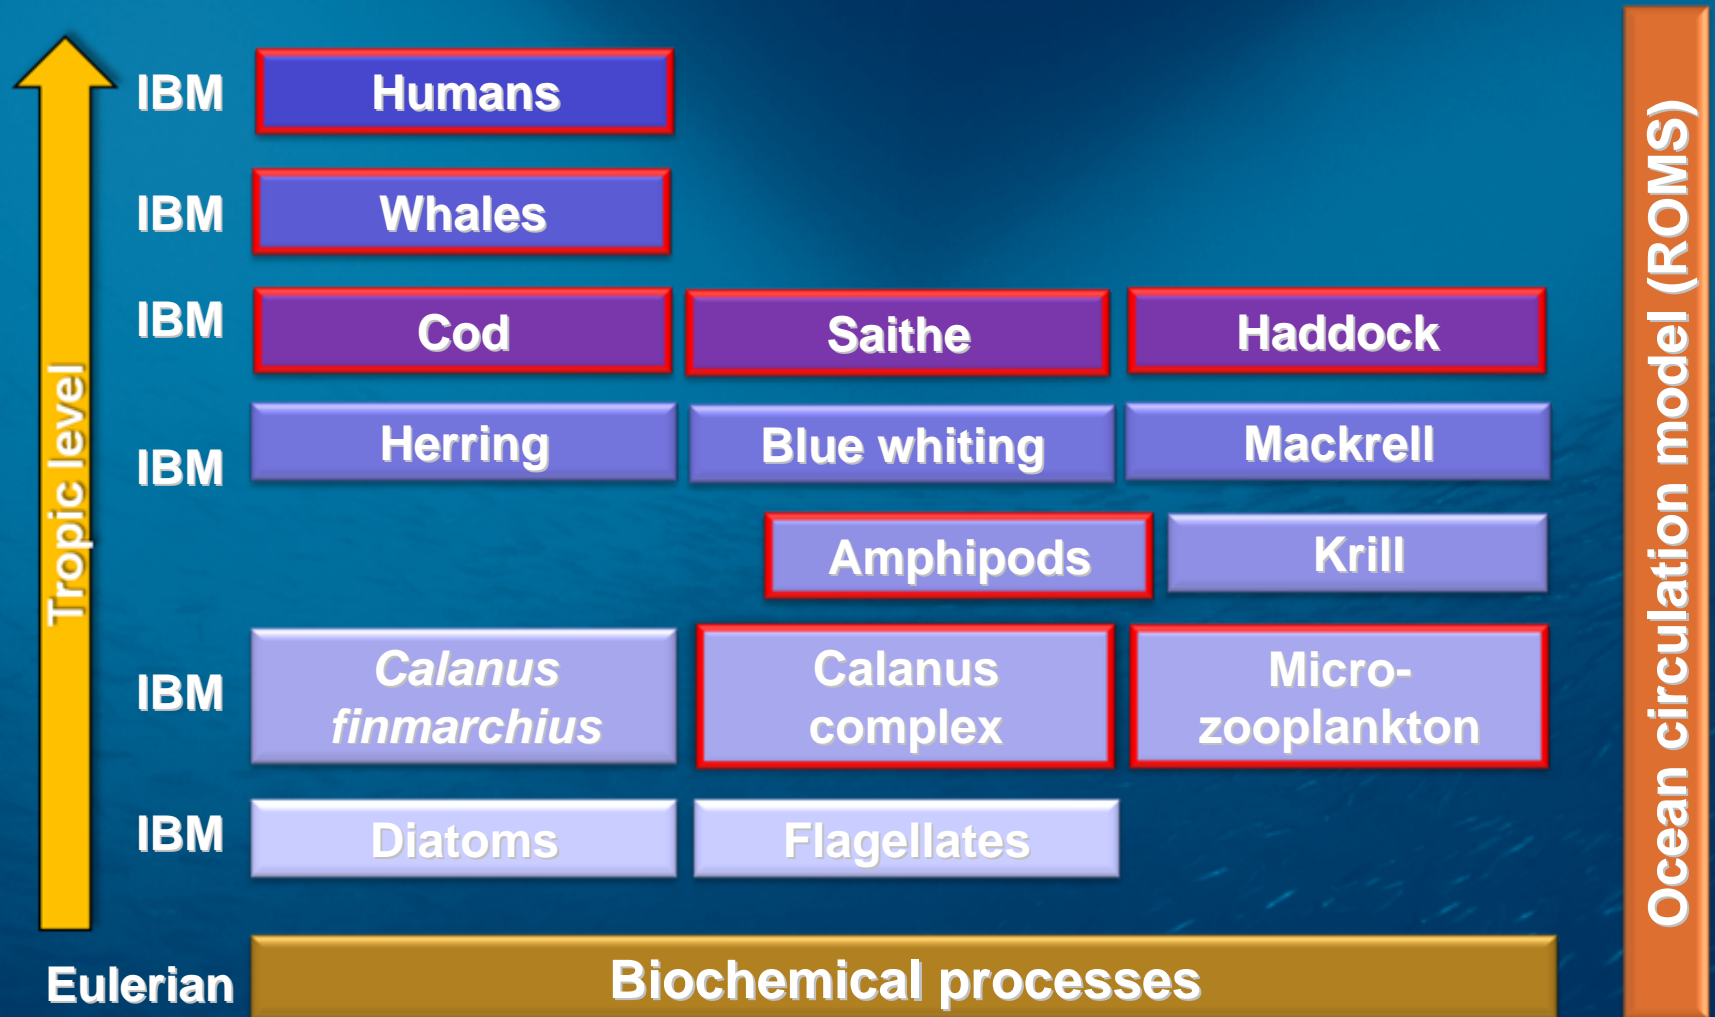 IBM Humans
IBM Whales
IBM Cod Saithe Haddock
IBM Herring Blue whiting Mackrell
Amphipods Krill
IBM
Calanus
finmarchius
Calanus
complex
Micro-
zooplankton
IBM Diatoms Flagellates
Eulerian Biochemical processes
Tropic level
Ocean circulation model (ROMS)